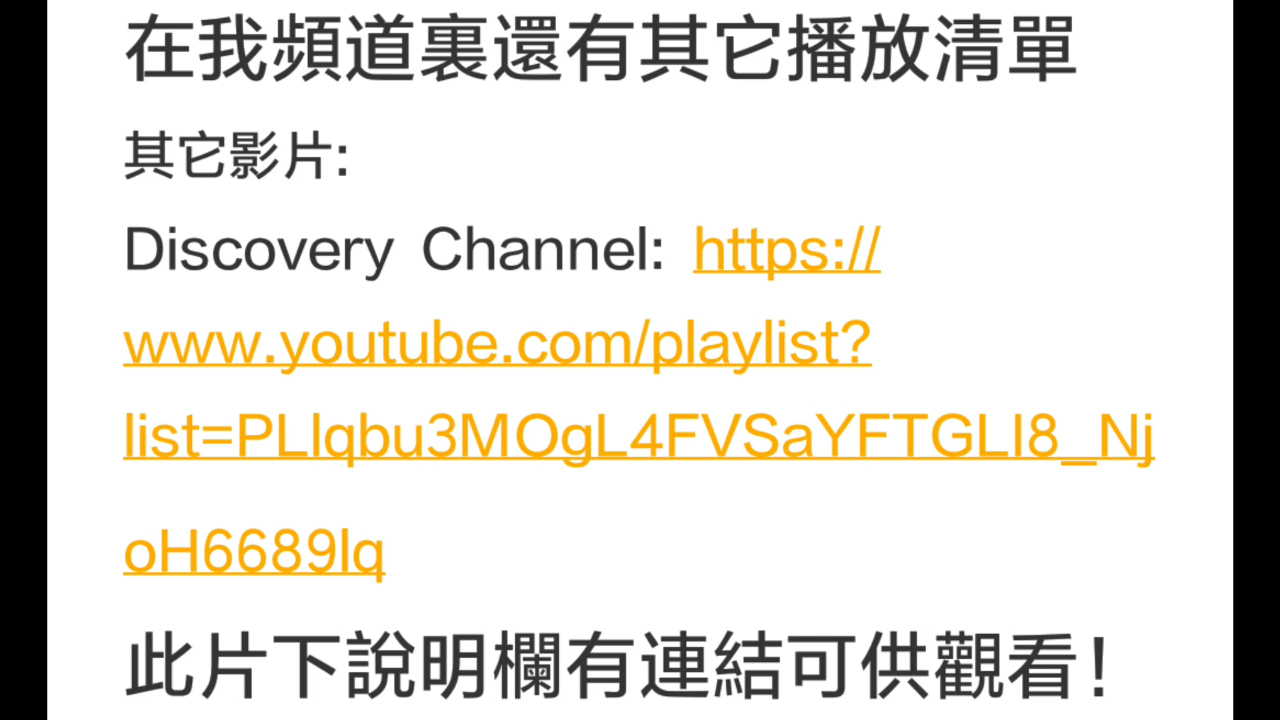 在我頻道裏還有其它播放清單
其它影片:
Discovery Channel: https://
www.youtube.com/playlist?
list=PLlqbu3MOgL4FVSaYFTGLI8_Nj
oH6689lq
此片下說明欄有連結可供觀看！